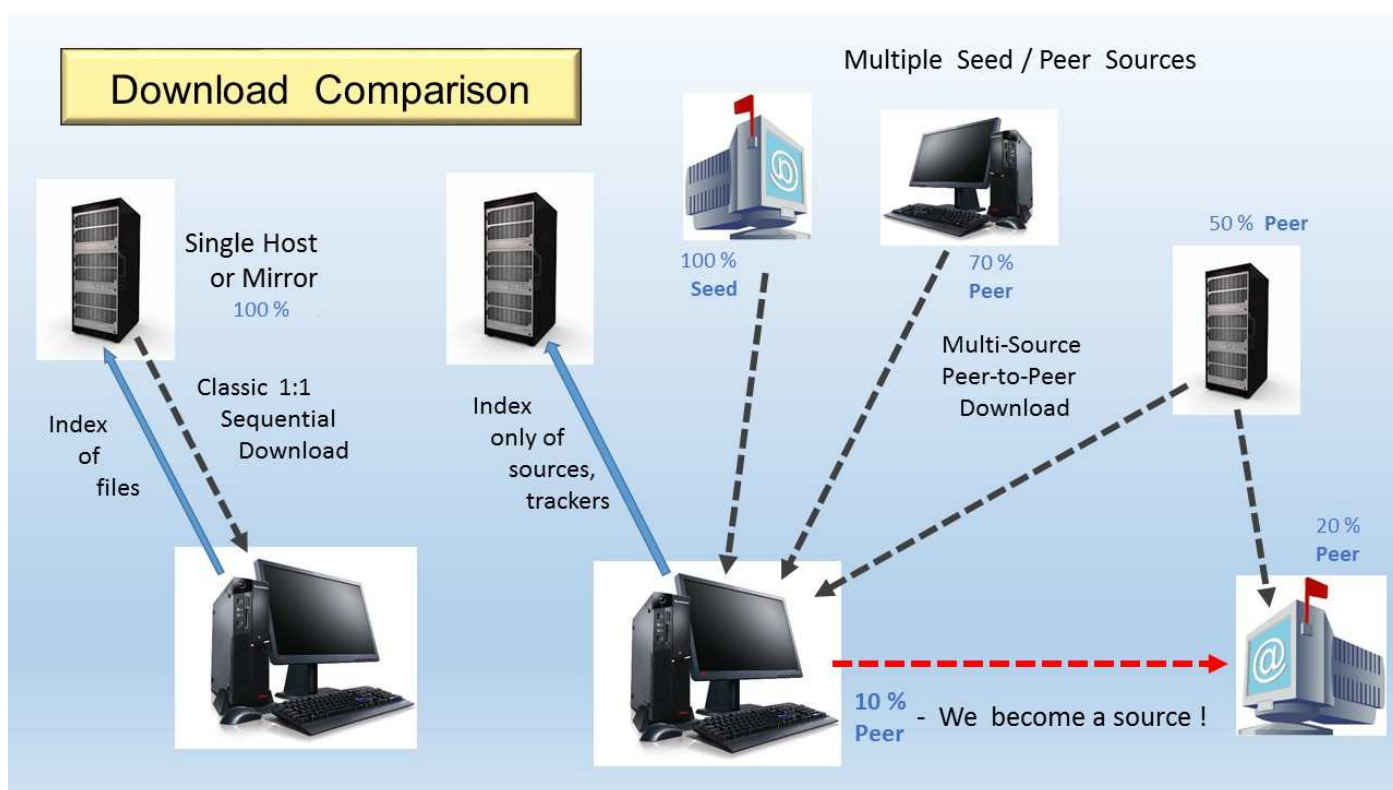 Download Comparison
Multiple Seed / Peer Sources
Single Host
or Mirror
100 %
Index
of
files
Classic 1:1
Sequential
Download
Index
only of
sources,
trackers
100 %
Seed
70 %
Peer
50 % Peer
Multi-Source
Peer-to-Peer
Download
20 %
Peer
@
@
10 %
Peer
- We become a source !